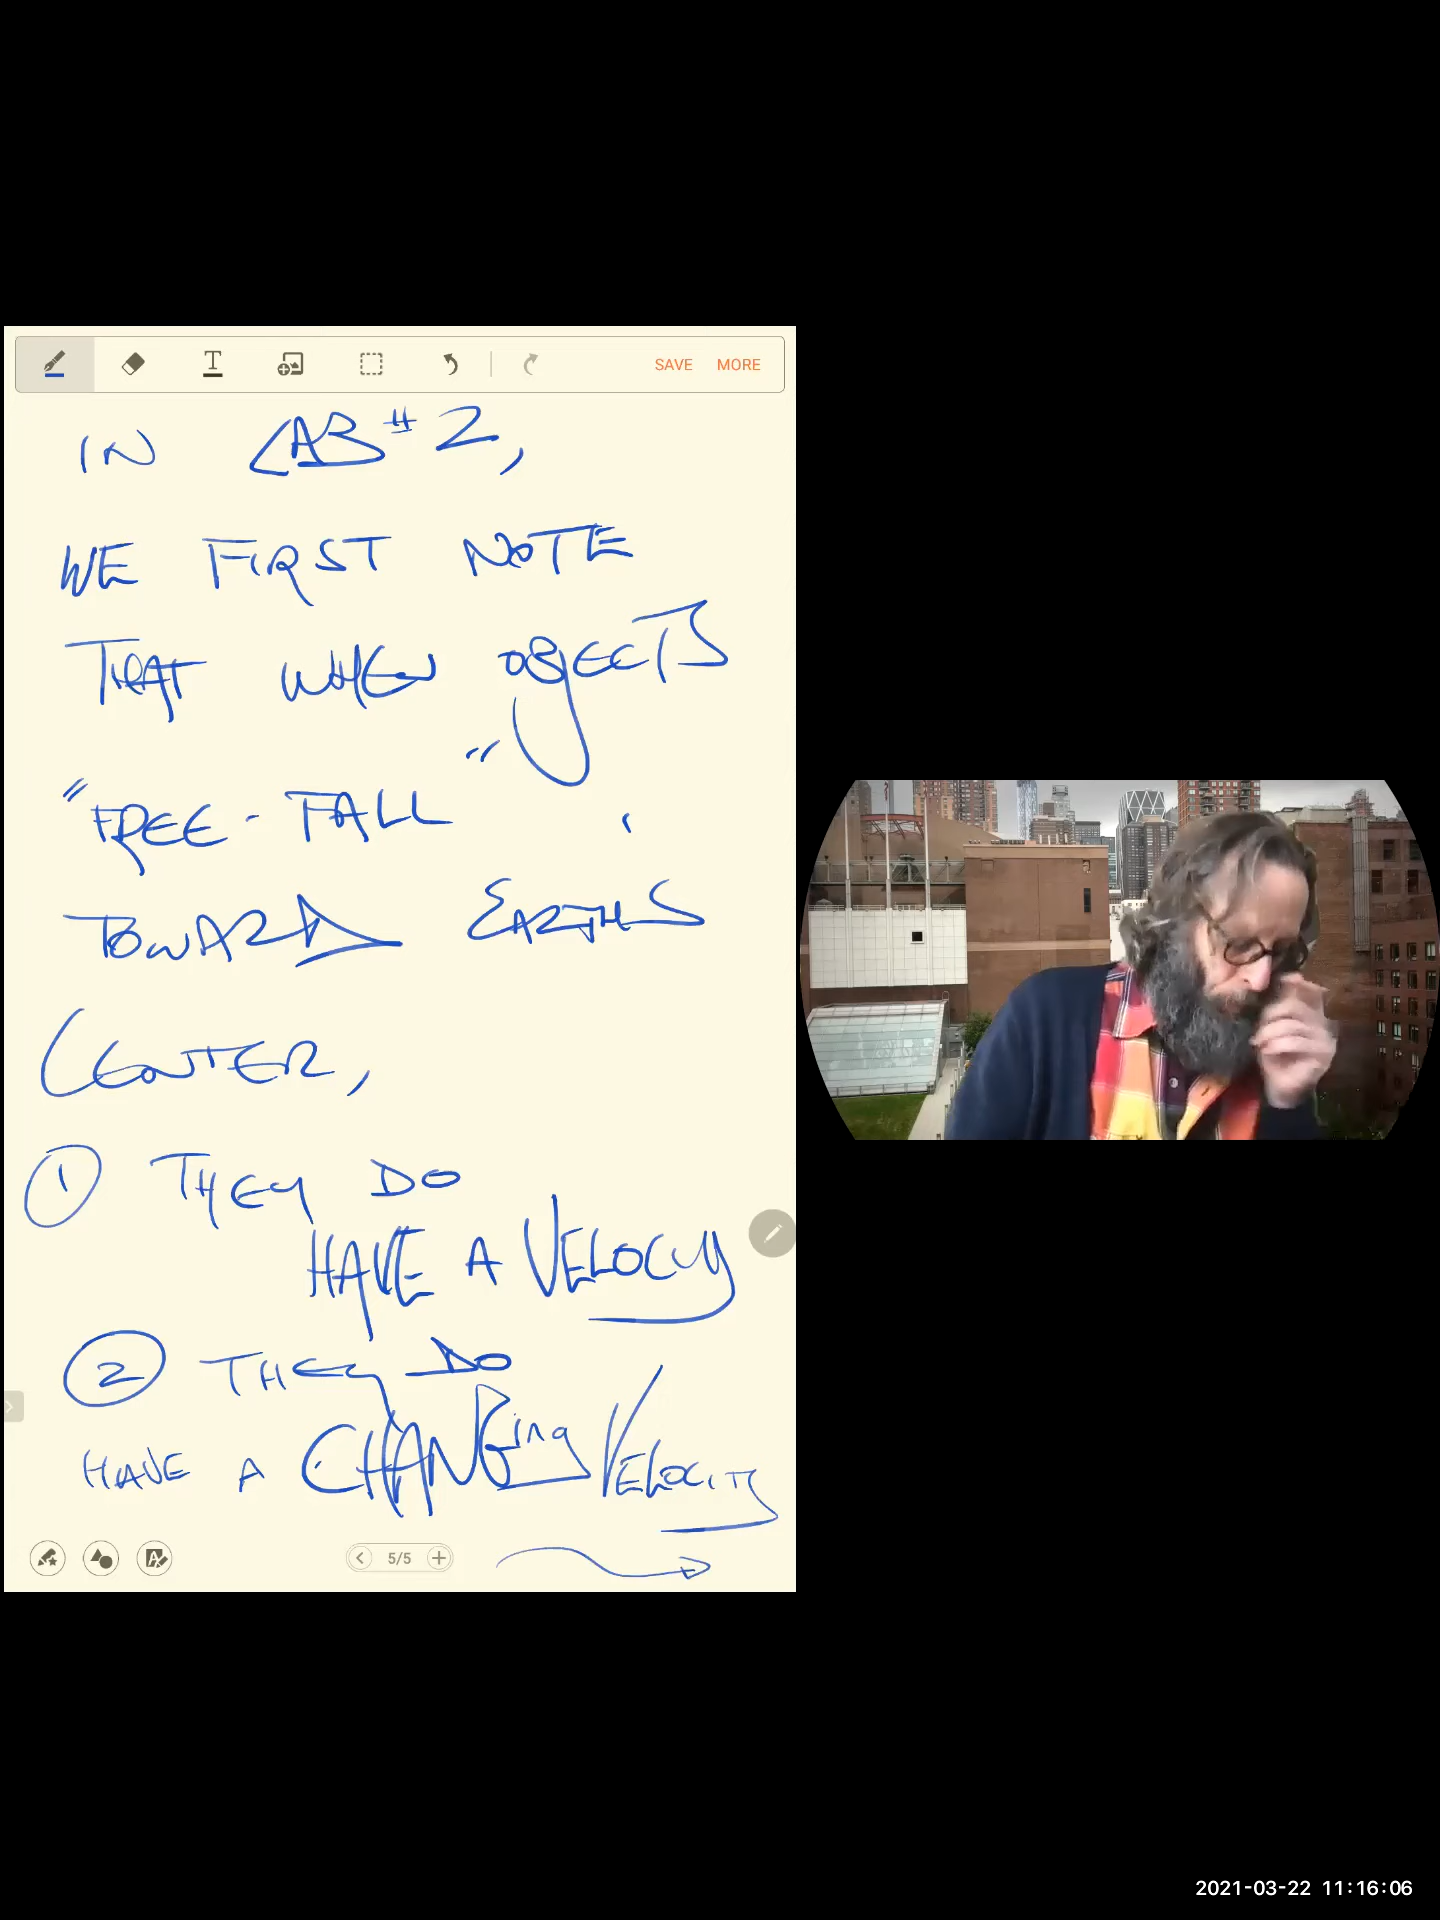 SAVE MORE
IN LAB #2,
WE FIRST NOTE
THAT WHEN OBJECTS
"FREE-FALL"
TOWARD EARTH'S
CENTER,
1 THEY DO
HAVE A VELOCITY
2 THEY DO
HAVE A CHANGing VELOCITY
5/5
2021-03-22 11:16:06